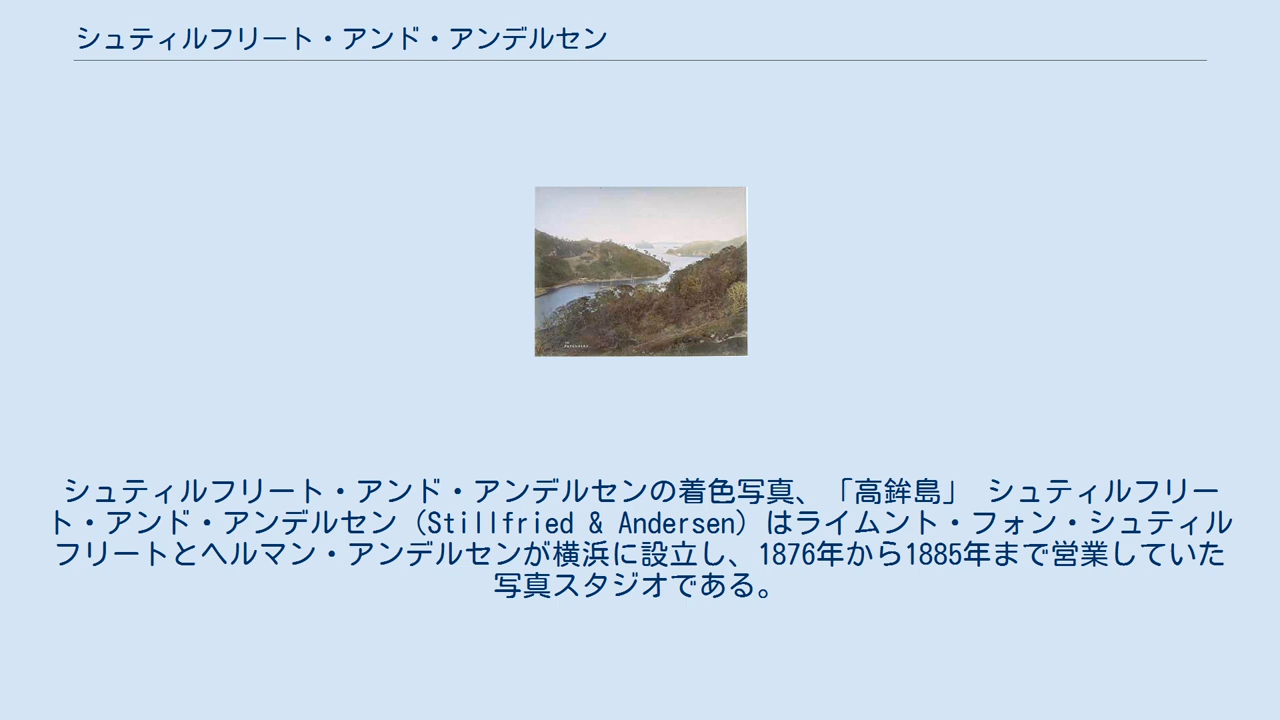 シュティルフリート・アンド・アンデルセン
シュティルフリート・アンド・アンデルセンの着色写真、「高鉾島」 シュティルフリー
ト・アンド・アンデルセン（Stillfried & Andersen）はライムント・フォン・シュティル
フリートとヘルマン・アンデルセンが横浜に設立し、1876年から1885年まで営業していた
写真スタジオである。